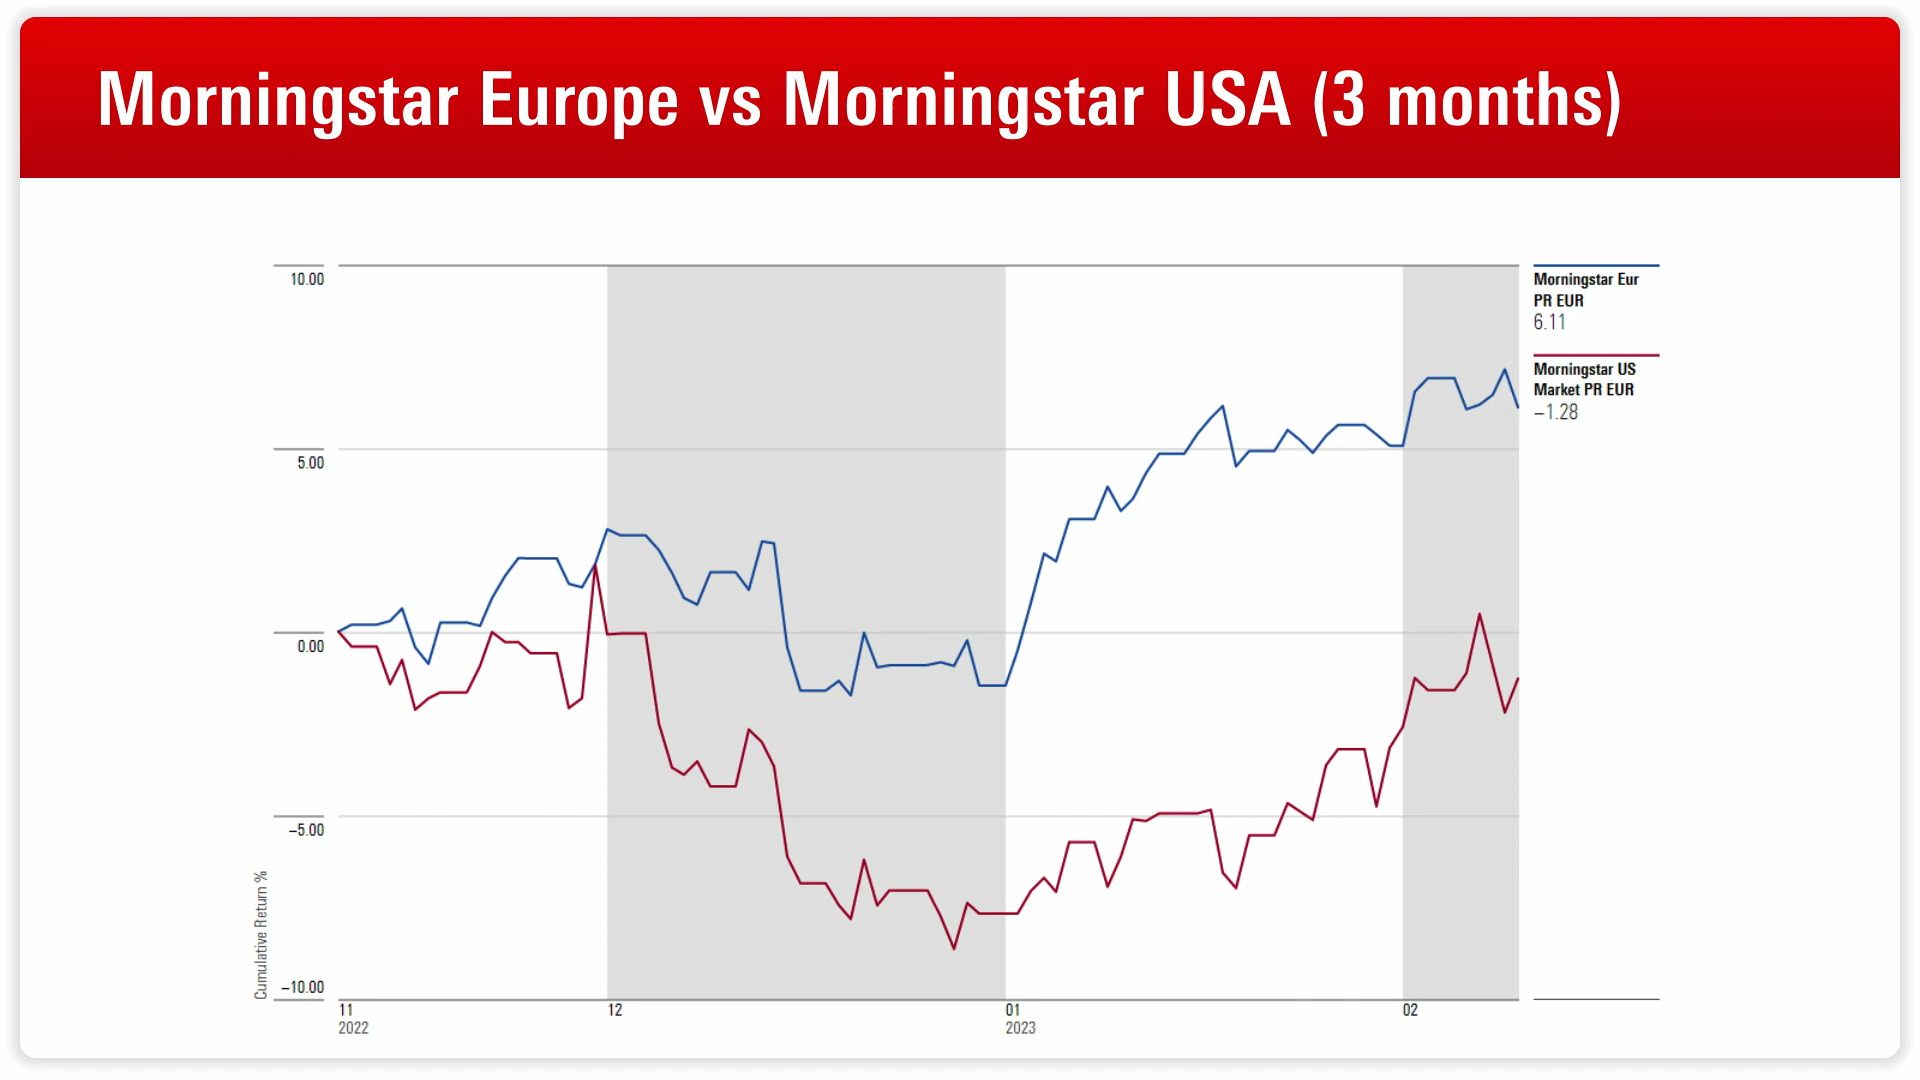 Morningstar Europe vs Morningstar USA (3 months)
10.00
5.00
0.00
−5.00
−10.00
Cumulative Return %
11
2022
12
01
2023
02
Morningstar Eur
PR EUR
6.11
Morningstar US
Market PR EUR
−1.28